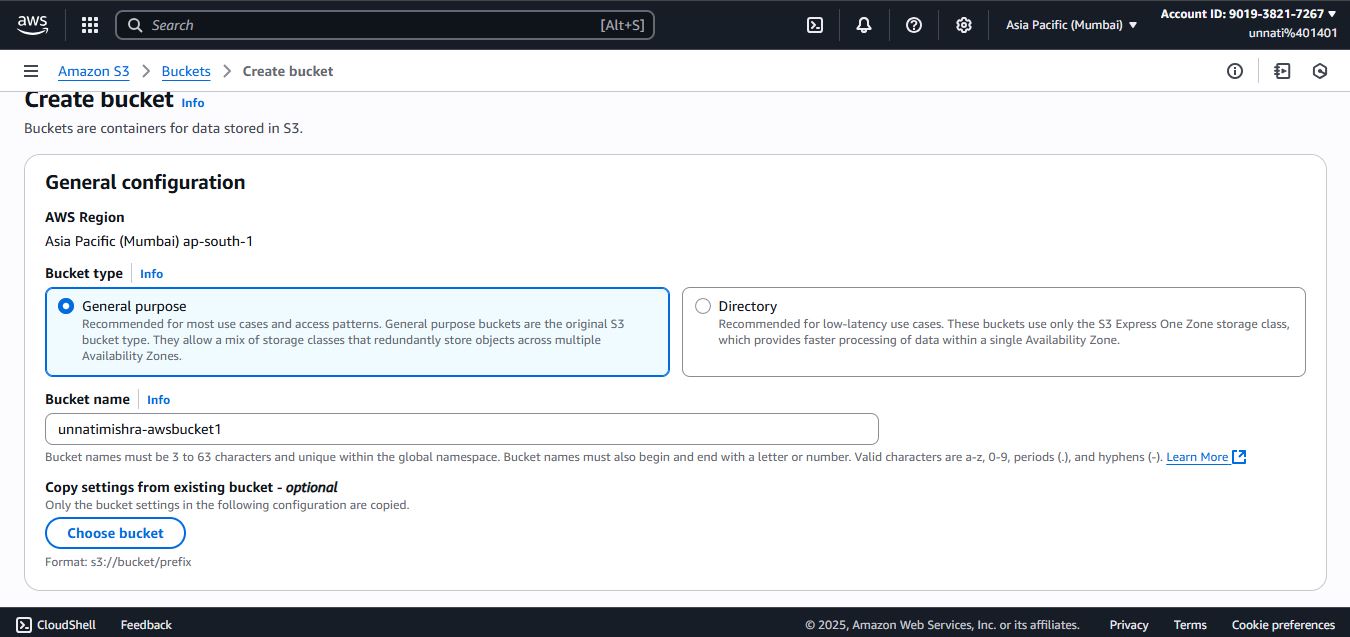 aws
Search [Alt+S]
Asia Pacific (Mumbai)
Account ID: 9019-3821-7267
unnati%401401
Amazon S3 > Buckets > Create bucket
Create bucket Info
Buckets are containers for data stored in S3.
General configuration
AWS Region
Asia Pacific (Mumbai) ap-south-1
Bucket type Info
General purpose
Recommended for most use cases and access patterns. General purpose buckets are the original S3
bucket type. They allow a mix of storage classes that redundantly store objects across multiple
Availability Zones.
Directory
Recommended for low-latency use cases. These buckets use only the S3 Express One Zone storage class,
which provides faster processing of data within a single Availability Zone.
Bucket name Info
unnatimishra-awsbucket1
Bucket names must be 3 to 63 characters and unique within the global namespace. Bucket names must also begin and end with a letter or number. Valid characters are a-z, 0-9, periods (.), and hyphens (-). Learn More
Copy settings from existing bucket - optional
Only the bucket settings in the following configuration are copied.
Choose bucket
Format: s3://bucket/prefix
CloudShell Feedback © 2025, Amazon Web Services, Inc. or its affiliates. Privacy Terms Cookie preferences